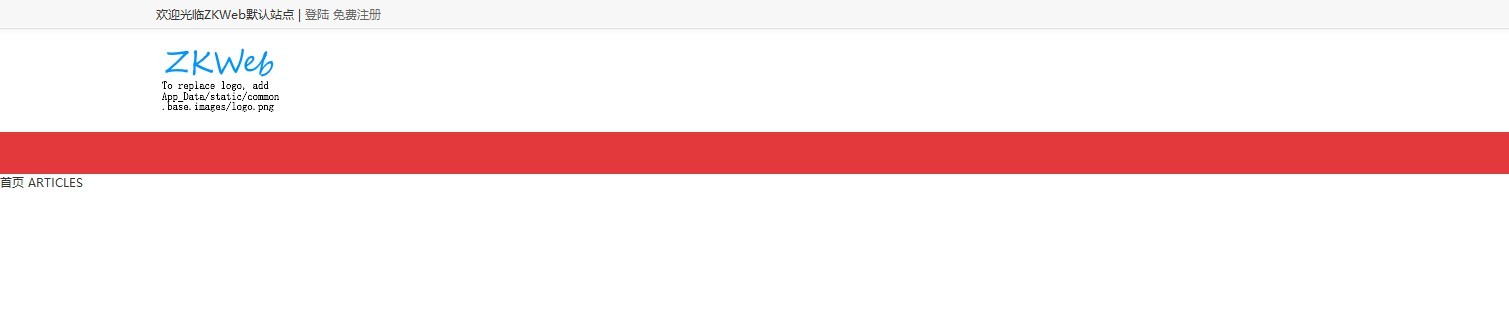 欢迎光临ZKWeb默认站点 | 登陆 免费注册
ZKWeb
To replace logo, add
App_Data/static/common
.base.images/logo.png
首页 ARTICLES